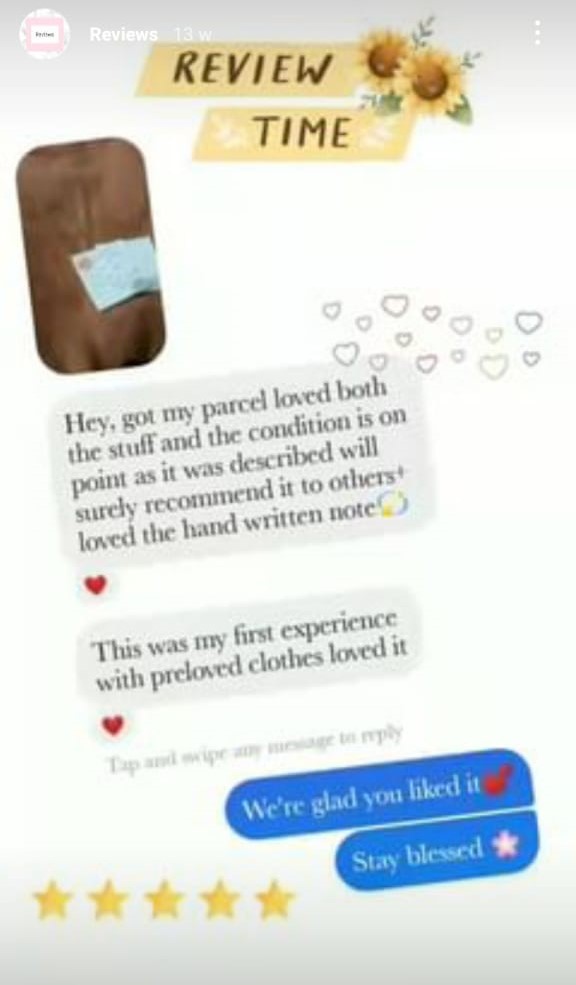 Reviews 13 w
REVIEW
TIME
Hey, got my parcel loved both
the stuff and the condition is on
point as it was described will
surely recommend it to others+
loved the hand written note💫
❤️
This was my first experience
with preloved clothes loved it
❤️
Tap and swipe any message to reply
We're glad you liked it💕
Stay blessed 🌸